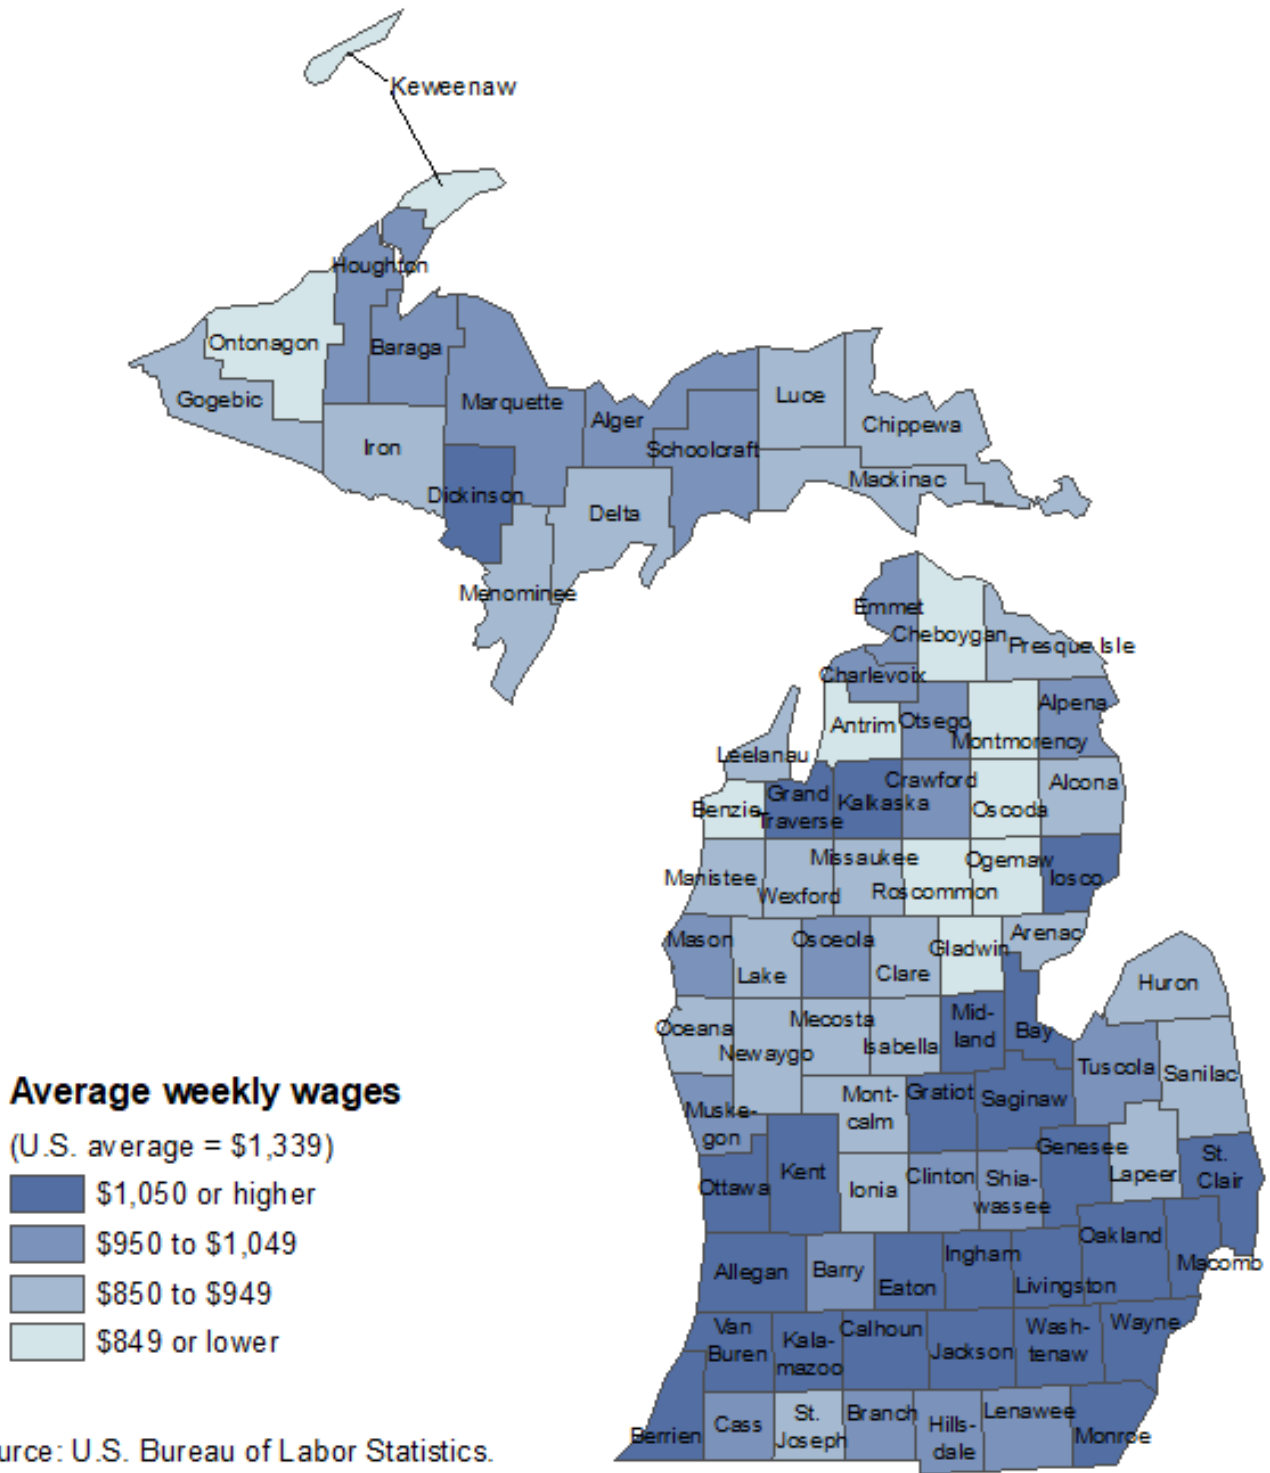 Keweenaw
Houghton
Ontonagon
Baraga
Gogebic
Marquette
Alger
Luce
Chippewa
Iron
Schoolcraft
Mackinac
Dickinson
Delta
Menominee
Emmet
Cheboygan
Presque Isle
Charlevoix
Antrim
Otsego
Montmorency
Alpena
Leelanau
Benzie
Grand
Traverse
Kalkaska
Crawford
Oscoda
Alcona
Manistee
Wexford
Missaukee
Roscommon
Ogemaw
Iosco
Mason
Lake
Osceola
Clare
Gladwin
Arenac
Huron
Oceana
Newaygo
Mecosta
Isabella
Mid-
land
Bay
Tuscola
Sanilac
Muske-
gon
Mont-
calm
Gratiot
Saginaw
Genesee
Lapeer
St.
Clair
Ottawa
Kent
Ionia
Clinton
Shia-
wassee
Oakland
Macomb
Allegan
Barry
Eaton
Ingham
Livingston
Van
Buren
Kala-
mazoo
Calhoun
Jackson
Wash-
tenaw
Wayne
Berrien
Cass
St.
Joseph
Branch
Hills-
dale
Lenawee
Monroe
Average weekly wages
(U.S. average = $1,339)
$1,050 or higher
$950 to $1,049
$850 to $949
$849 or lower
urce: U.S. Bureau of Labor Statistics.